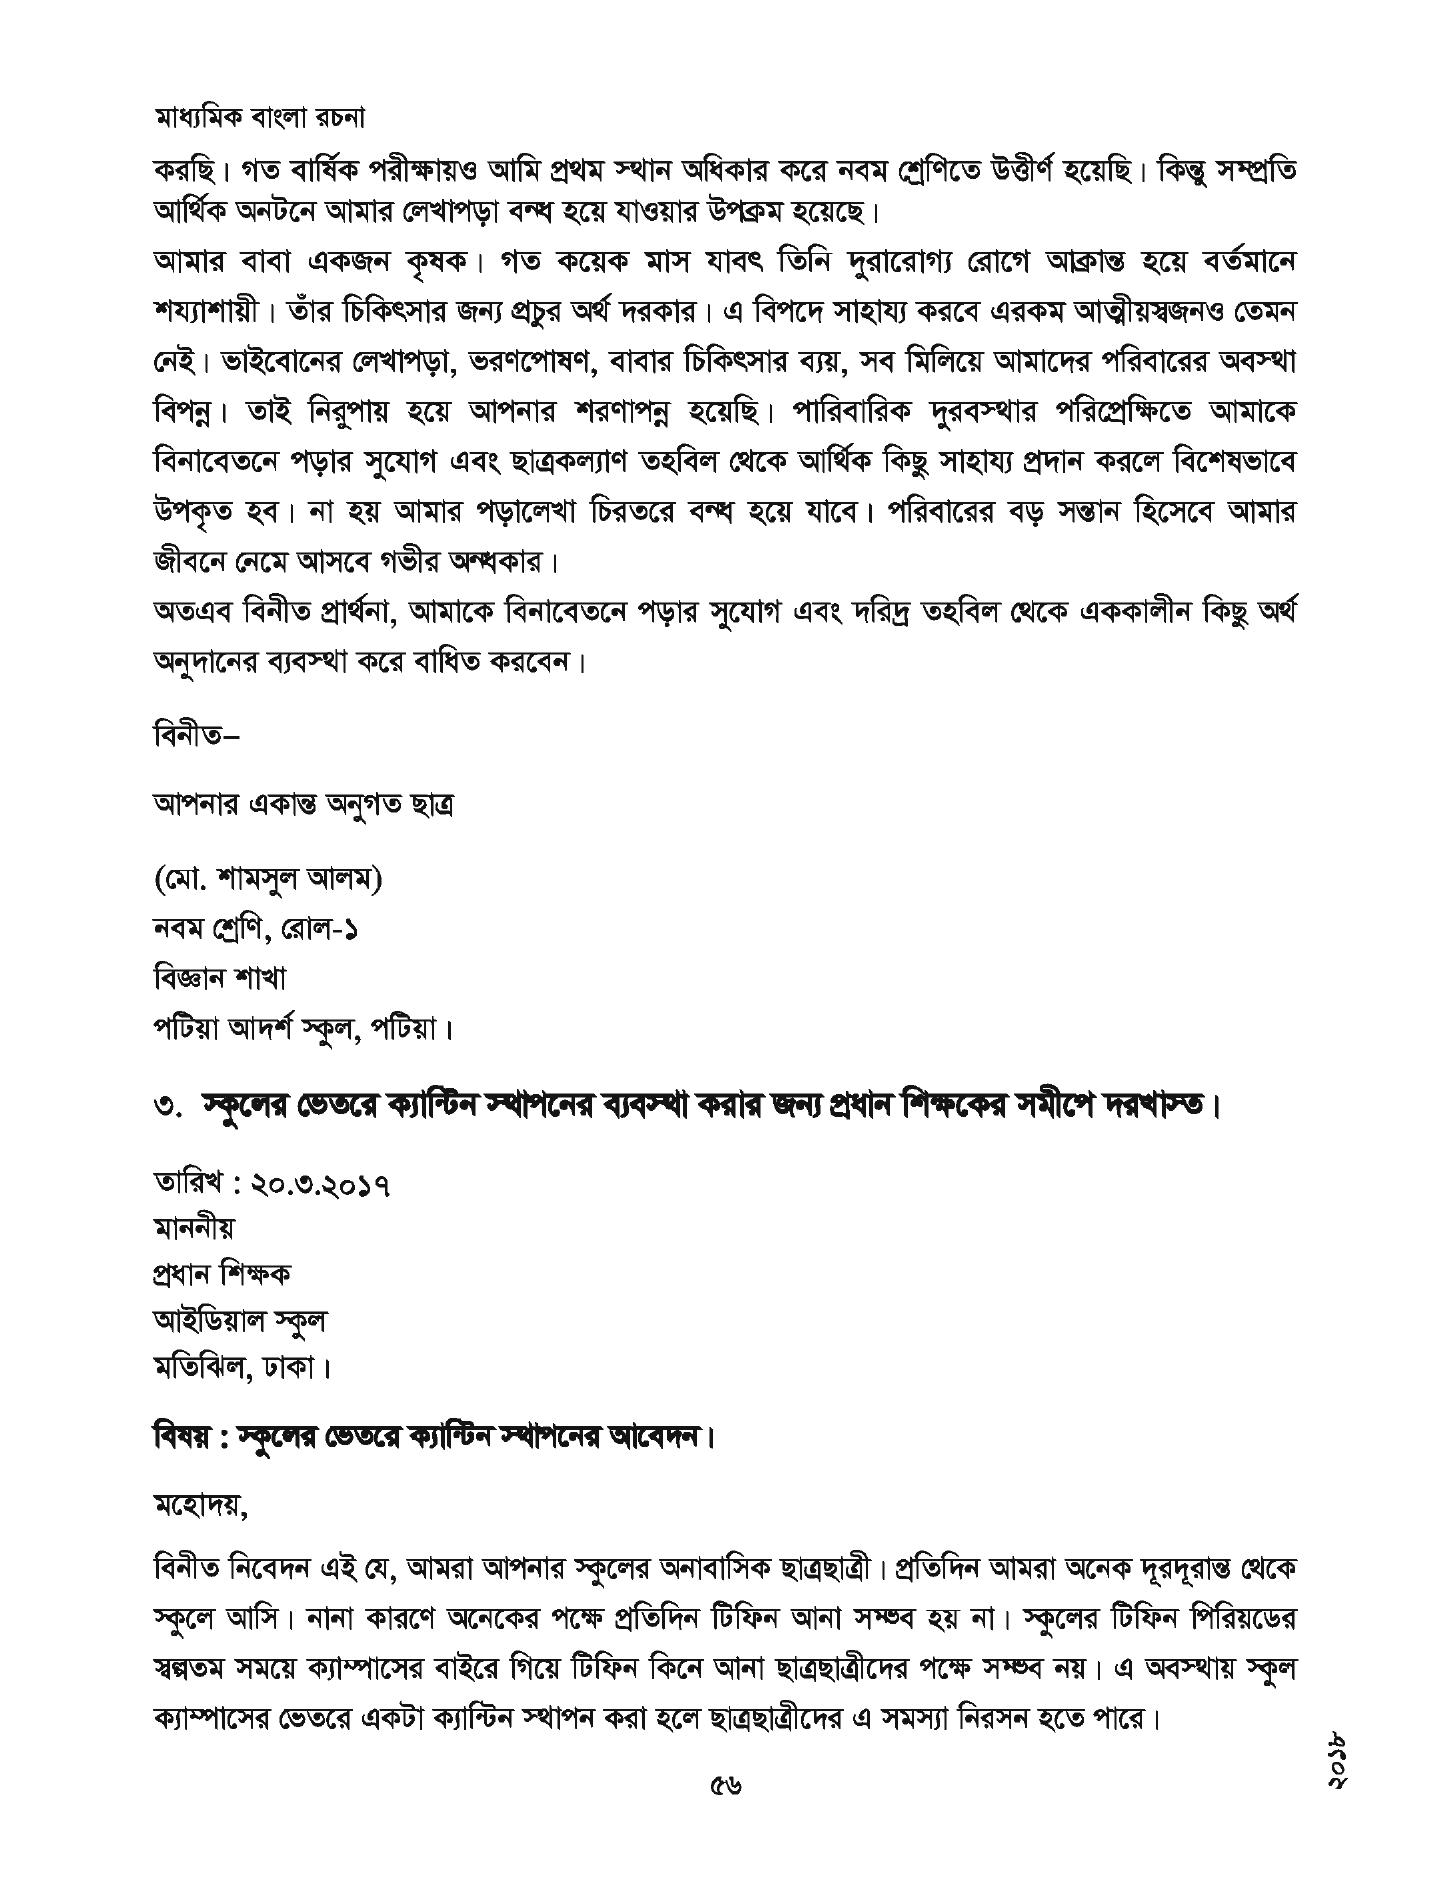 মাধ্যমিক বাংলা রচনা
করছি। গত বার্ষিক পরীক্ষায়ও আমি প্রথম স্থান অধিকার করে নবম শ্রেণিতে উত্তীর্ণ হয়েছি। কিন্তু সম্প্রতি
আর্থিক অনটনে আমার লেখাপড়া বন্ধ হয়ে যাওয়ার উপক্রম হয়েছে।
আমার বাবা একজন কৃষক। গত কয়েক মাস যাবৎ তিনি দুরারোগ্য রোগে আক্রান্ত হয়ে বর্তমানে
শয্যাশায়ী। তাঁর চিকিৎসার জন্য প্রচুর অর্থ দরকার। এ বিপদে সাহায্য করবে এরকম আত্মীয়স্বজনও তেমন
নেই। ভাইবোনের লেখাপড়া, ভরণপোষণ, বাবার চিকিৎসার ব্যয়, সব মিলিয়ে আমাদের পরিবারের অবস্থা
বিপন্ন। তাই নিরুপায় হয়ে আপনার শরণাপন্ন হয়েছি। পারিবারিক দুরবস্থার পরিপ্রেক্ষিতে আমাকে
বিনাবেতনে পড়ার সুযোগ এবং ছাত্রকল্যাণ তহবিল থেকে আর্থিক কিছু সাহায্য প্রদান করলে বিশেষভাবে
উপকৃত হব। না হয় আমার পড়ালেখা চিরতরে বন্ধ হয়ে যাবে। পরিবারের বড় সন্তান হিসেবে আমার
জীবনে নেমে আসবে গভীর অন্ধকার।
অতএব বিনীত প্রার্থনা, আমাকে বিনাবেতনে পড়ার সুযোগ এবং দরিদ্র তহবিল থেকে এককালীন কিছু অর্থ
অনুদানের ব্যবস্থা করে বাধিত করবেন।
বিনীত–
আপনার একান্ত অনুগত ছাত্র
(মো. শামসুল আলম)
নবম শ্রেণি, রোল-১
বিজ্ঞান শাখা
পটিয়া আদর্শ স্কুল, পটিয়া।
৩. স্কুলের ভেতরে ক্যান্টিন স্থাপনের ব্যবস্থা করার জন্য প্রধান শিক্ষকের সমীপে দরখাস্ত।
তারিখ : ২০.৩.২০১৭
মাননীয়
প্রধান শিক্ষক
আইডিয়াল স্কুল
মতিঝিল, ঢাকা।
বিষয় : স্কুলের ভেতরে ক্যান্টিন স্থাপনের আবেদন।
মহোদয়,
বিনীত নিবেদন এই যে, আমরা আপনার স্কুলের অনাবাসিক ছাত্রছাত্রী। প্রতিদিন আমরা অনেক দূরদূরান্ত থেকে
স্কুলে আসি। নানা কারণে অনেকের পক্ষে প্রতিদিন টিফিন আনা সম্ভব হয় না। স্কুলের টিফিন পিরিয়ডের
স্বল্পতম সময়ে ক্যাম্পাসের বাইরে গিয়ে টিফিন কিনে আনা ছাত্রছাত্রীদের পক্ষে সম্ভব নয়। এ অবস্থায় স্কুল
ক্যাম্পাসের ভেতরে একটা ক্যান্টিন স্থাপন করা হলে ছাত্রছাত্রীদের এ সমস্যা নিরসন হতে পারে।
৫৬
২০১৮